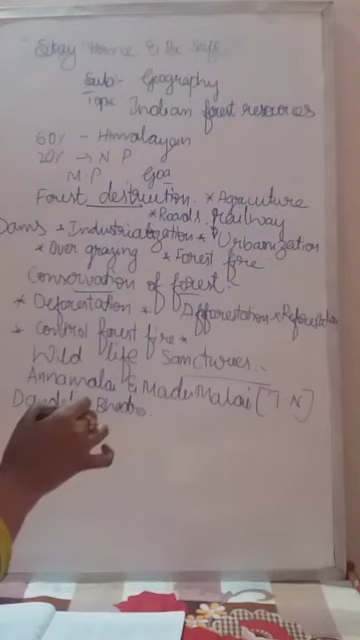 Stay Home & Be Safe
Sub:- Geography
Topic Indian forest resources
60% - Himalayan
20% → N P
M P Goa
Forest destruction * Agriculture
* Roads, railway
Dams * Industrialization * Urbanization
* Over grazing * Forest fire
Conservation of forest:-
* Deforestation * Afforestation * Reforestation
* Control forest fire *
Wild life Sancturies:-
Annamalai & MaduMalai [T N]
Bhadra.